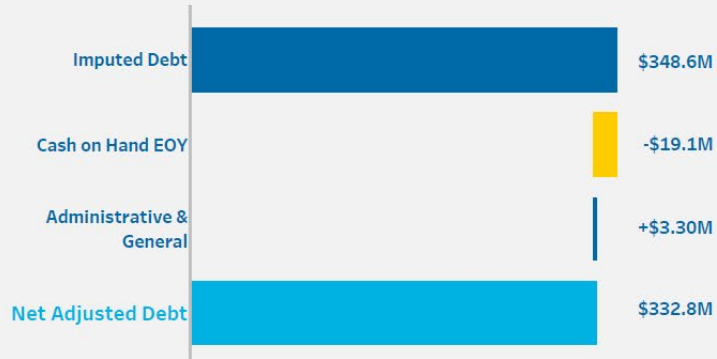 Imputed Debt $348.6M
Cash on Hand EOY -$19.1M
Administrative &
General +$3.30M
Net Adjusted Debt $332.8M